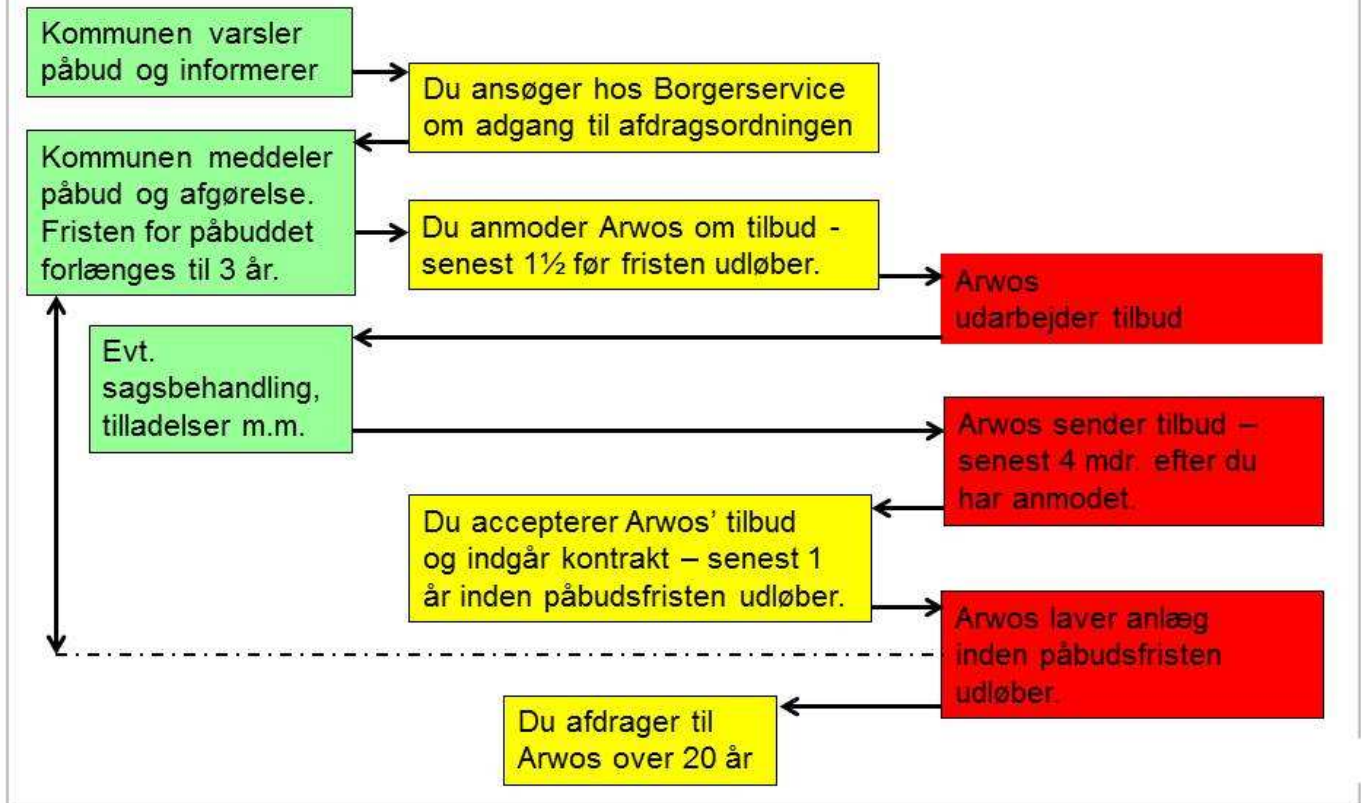 Kommunen varsler
påbud og informerer
Du ansøger hos Borgerservice
om adgang til afdragsordningen
Kommunen meddeler
påbud og afgørelse.
Fristen for påbuddet
forlænges til 3 år.
Du anmoder Arwos om tilbud -
senest 1½ før fristen udløber.
Arwos
udarbejder tilbud
Evt.
sagsbehandling,
tilladelser m.m.
Arwos sender tilbud –
senest 4 mdr. efter du
har anmodet.
Du accepterer Arwos’ tilbud
og indgår kontrakt – senest 1
år inden påbudsfristen udløber.
Arwos laver anlæg
inden påbudsfristen
udløber.
Du afdrager til
Arwos over 20 år